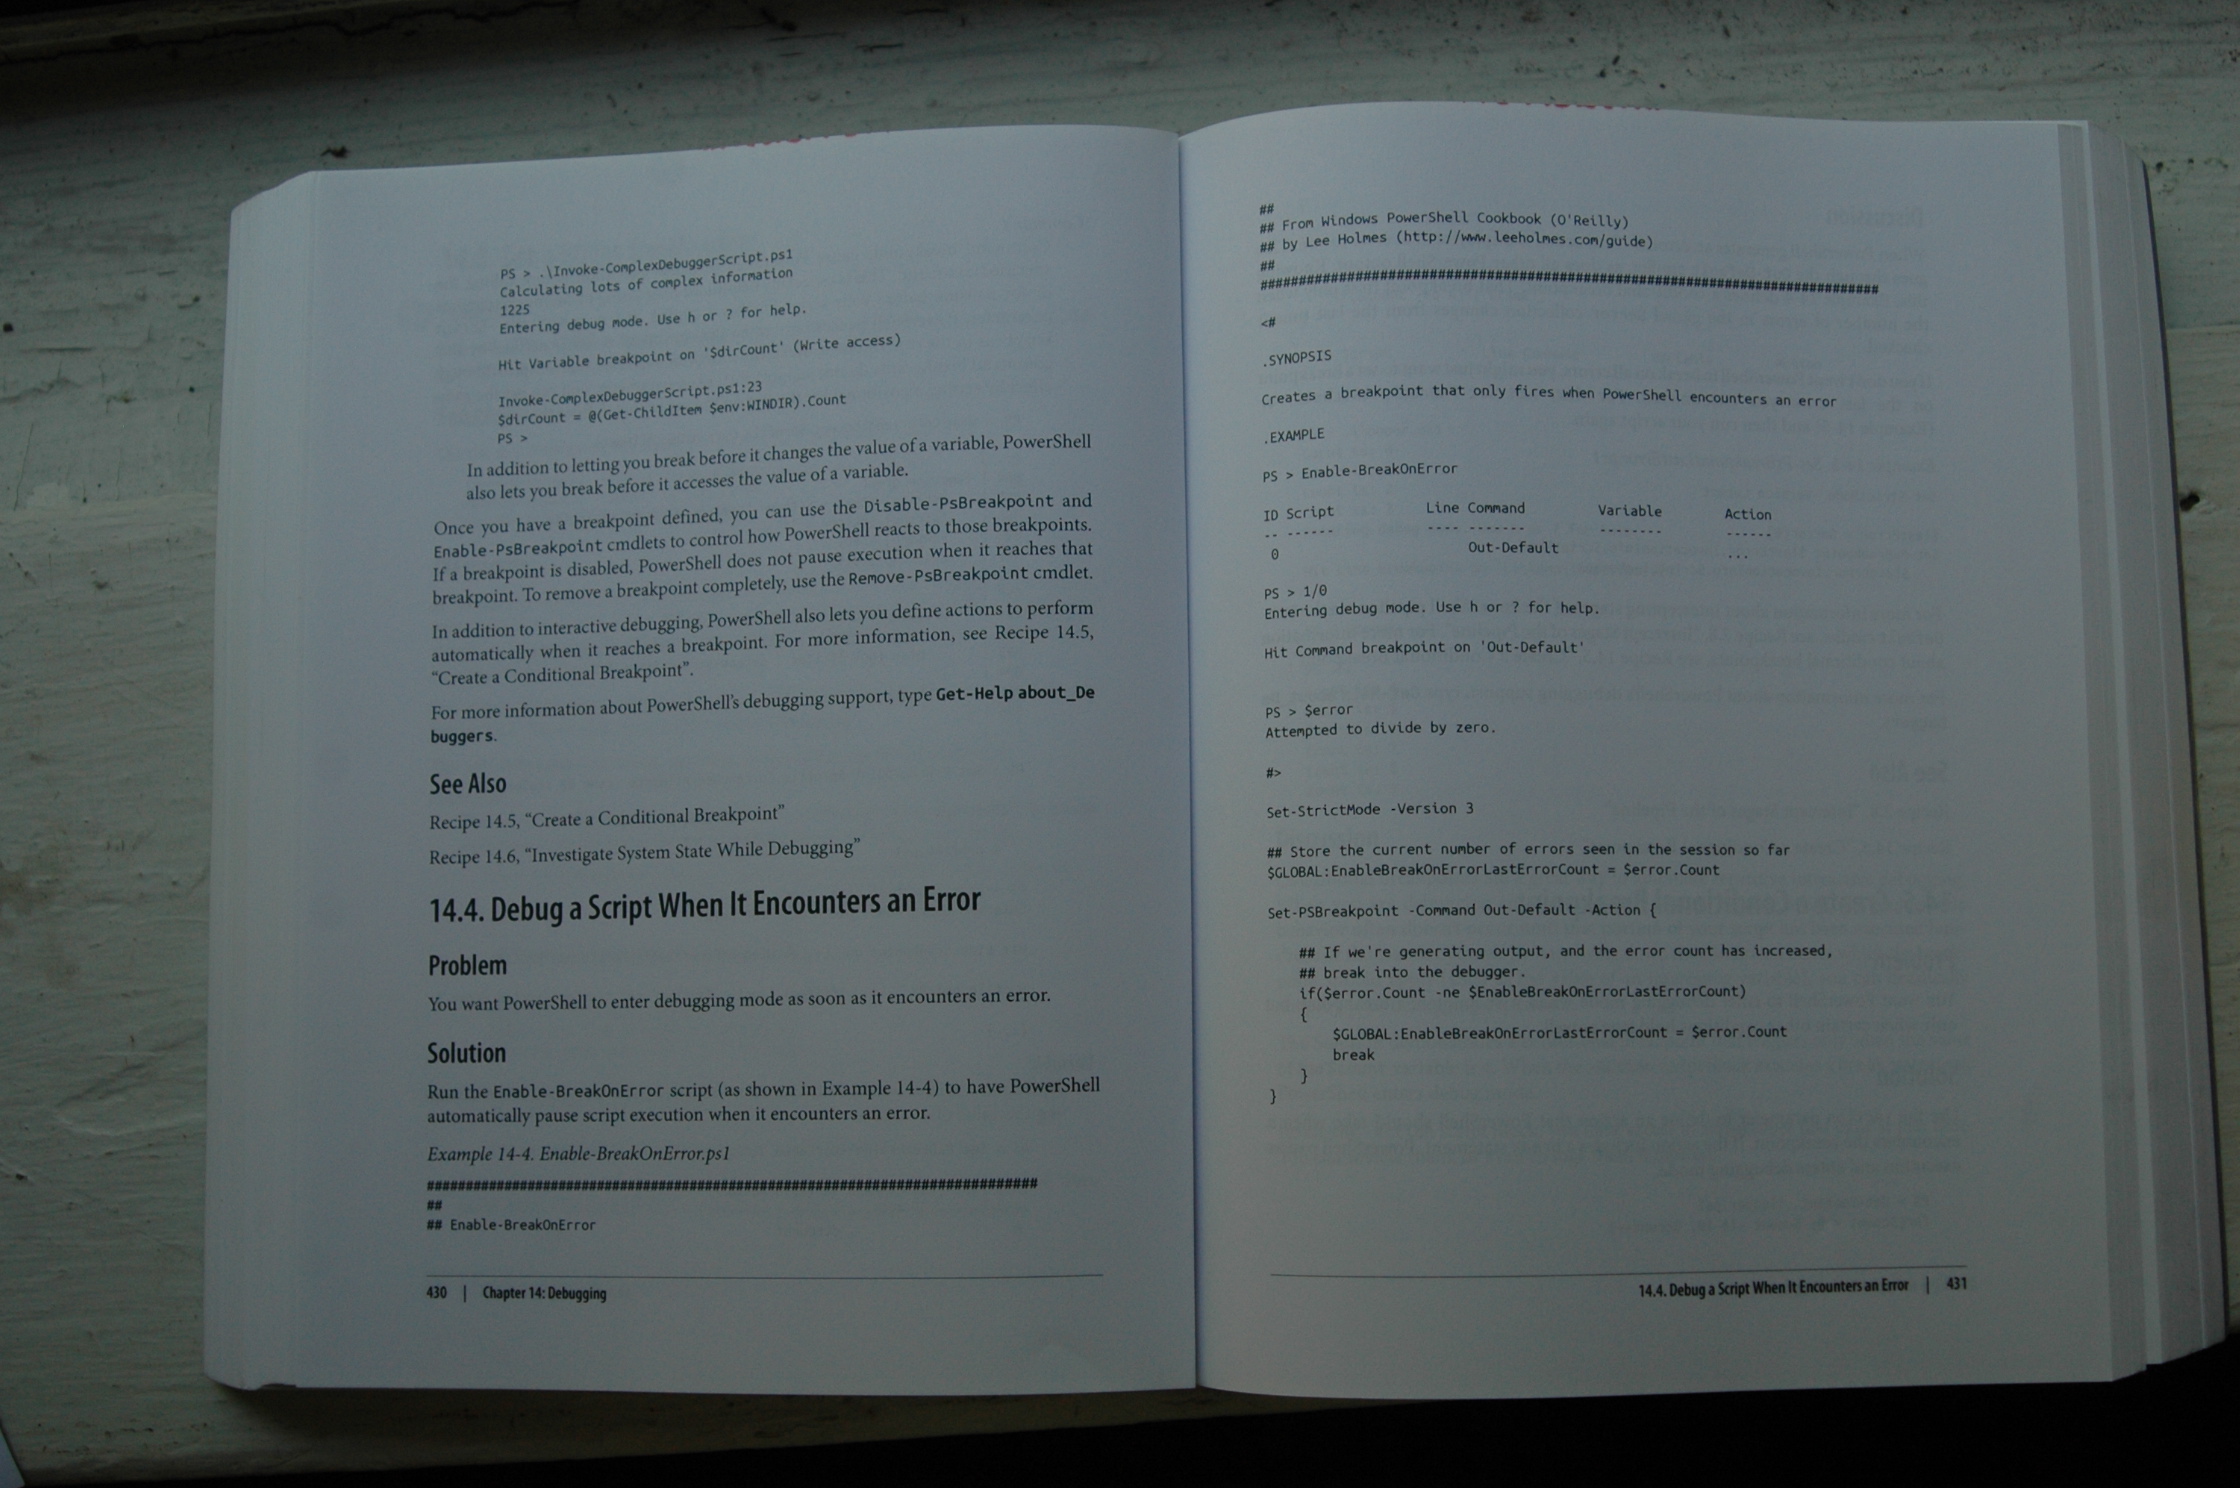 PS > .\Invoke-ComplexDebuggerScript.ps1
Calculating lots of complex information
1225
Entering debug mode. Use h or ? for help.
Hit Variable breakpoint on '$dirCount' (Write access)
Invoke-ComplexDebuggerScript.ps1:23
$dirCount = @(Get-ChildItem $env:WINDIR).Count
PS >
In addition to letting you break before it changes the value of a variable, PowerShell
also lets you break before it accesses the value of a variable.
Once you have a breakpoint defined, you can use the Disable-PsBreakpoint and
Enable-PsBreakpoint cmdlets to control how PowerShell reacts to those breakpoints.
If a breakpoint is disabled, PowerShell does not pause execution when it reaches that
breakpoint. To remove a breakpoint completely, use the Remove-PsBreakpoint cmdlet.
In addition to interactive debugging, PowerShell also lets you define actions to perform
automatically when it reaches a breakpoint. For more information, see Recipe 14.5,
“Create a Conditional Breakpoint”.
For more information about PowerShell’s debugging support, type Get-Help about_De
buggers.
See Also
Recipe 14.5, “Create a Conditional Breakpoint”
Recipe 14.6, “Investigate System State While Debugging”
14.4. Debug a Script When It Encounters an Error
Problem
You want PowerShell to enter debugging mode as soon as it encounters an error.
Solution
Run the Enable-BreakOnError script (as shown in Example 14-4) to have PowerShell
automatically pause script execution when it encounters an error.
Example 14-4. Enable-BreakOnError.ps1
##############################################################################
##
## Enable-BreakOnError
430 | Chapter 14: Debugging
##
## From Windows PowerShell Cookbook (O'Reilly)
## by Lee Holmes (http://www.leeholmes.com/guide)
##
##############################################################################
<#
.SYNOPSIS
Creates a breakpoint that only fires when PowerShell encounters an error
.EXAMPLE
PS > Enable-BreakOnError
ID Script Line Command Variable Action
-- ------ ---- ------- -------- ------
0 Out-Default ...
PS > 1/0
Entering debug mode. Use h or ? for help.
Hit Command breakpoint on 'Out-Default'
PS > $error
Attempted to divide by zero.
#>
Set-StrictMode -Version 3
## Store the current number of errors seen in the session so far
$GLOBAL:EnableBreakOnErrorLastErrorCount = $error.Count
Set-PSBreakpoint -Command Out-Default -Action {
## If we're generating output, and the error count has increased,
## break into the debugger.
if($error.Count -ne $EnableBreakOnErrorLastErrorCount)
{
$GLOBAL:EnableBreakOnErrorLastErrorCount = $error.Count
break
}
}
14.4. Debug a Script When It Encounters an Error | 431